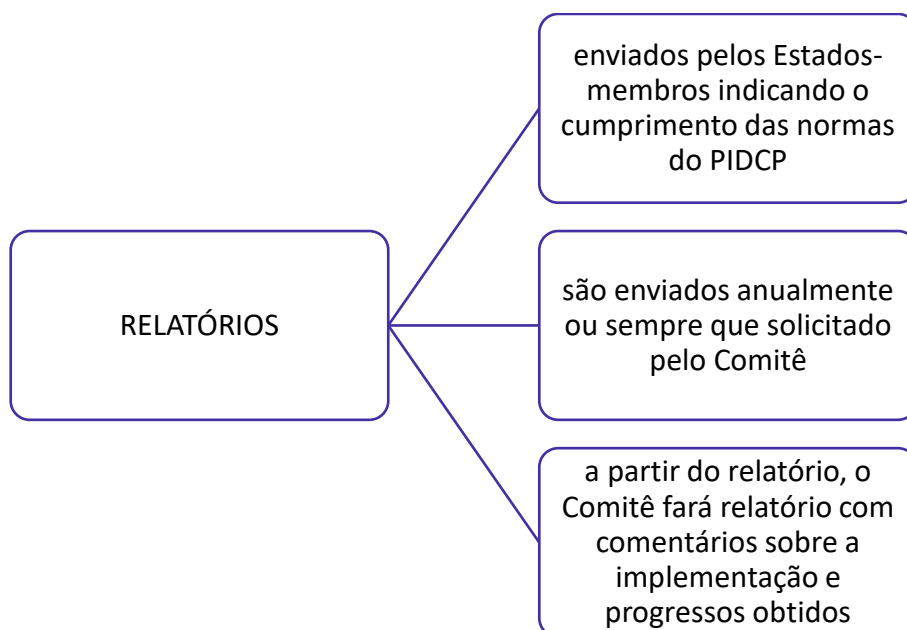 RELATÓRIOS
enviados pelos Estados-
membros indicando o
cumprimento das normas
do PIDCP
são enviados anualmente
ou sempre que solicitado
pelo Comitê
a partir do relatório, o
Comitê fará relatório com
comentários sobre a
implementação e
progressos obtidos